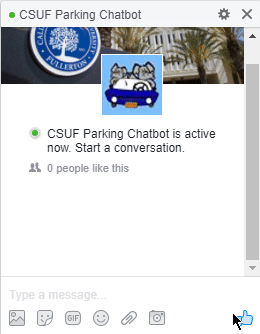 CSUF Parking Chatbot
FULLERTON
CSUF Parking Chatbot is active
now. Start a conversation.
0 people like this
Type a message...
GIF